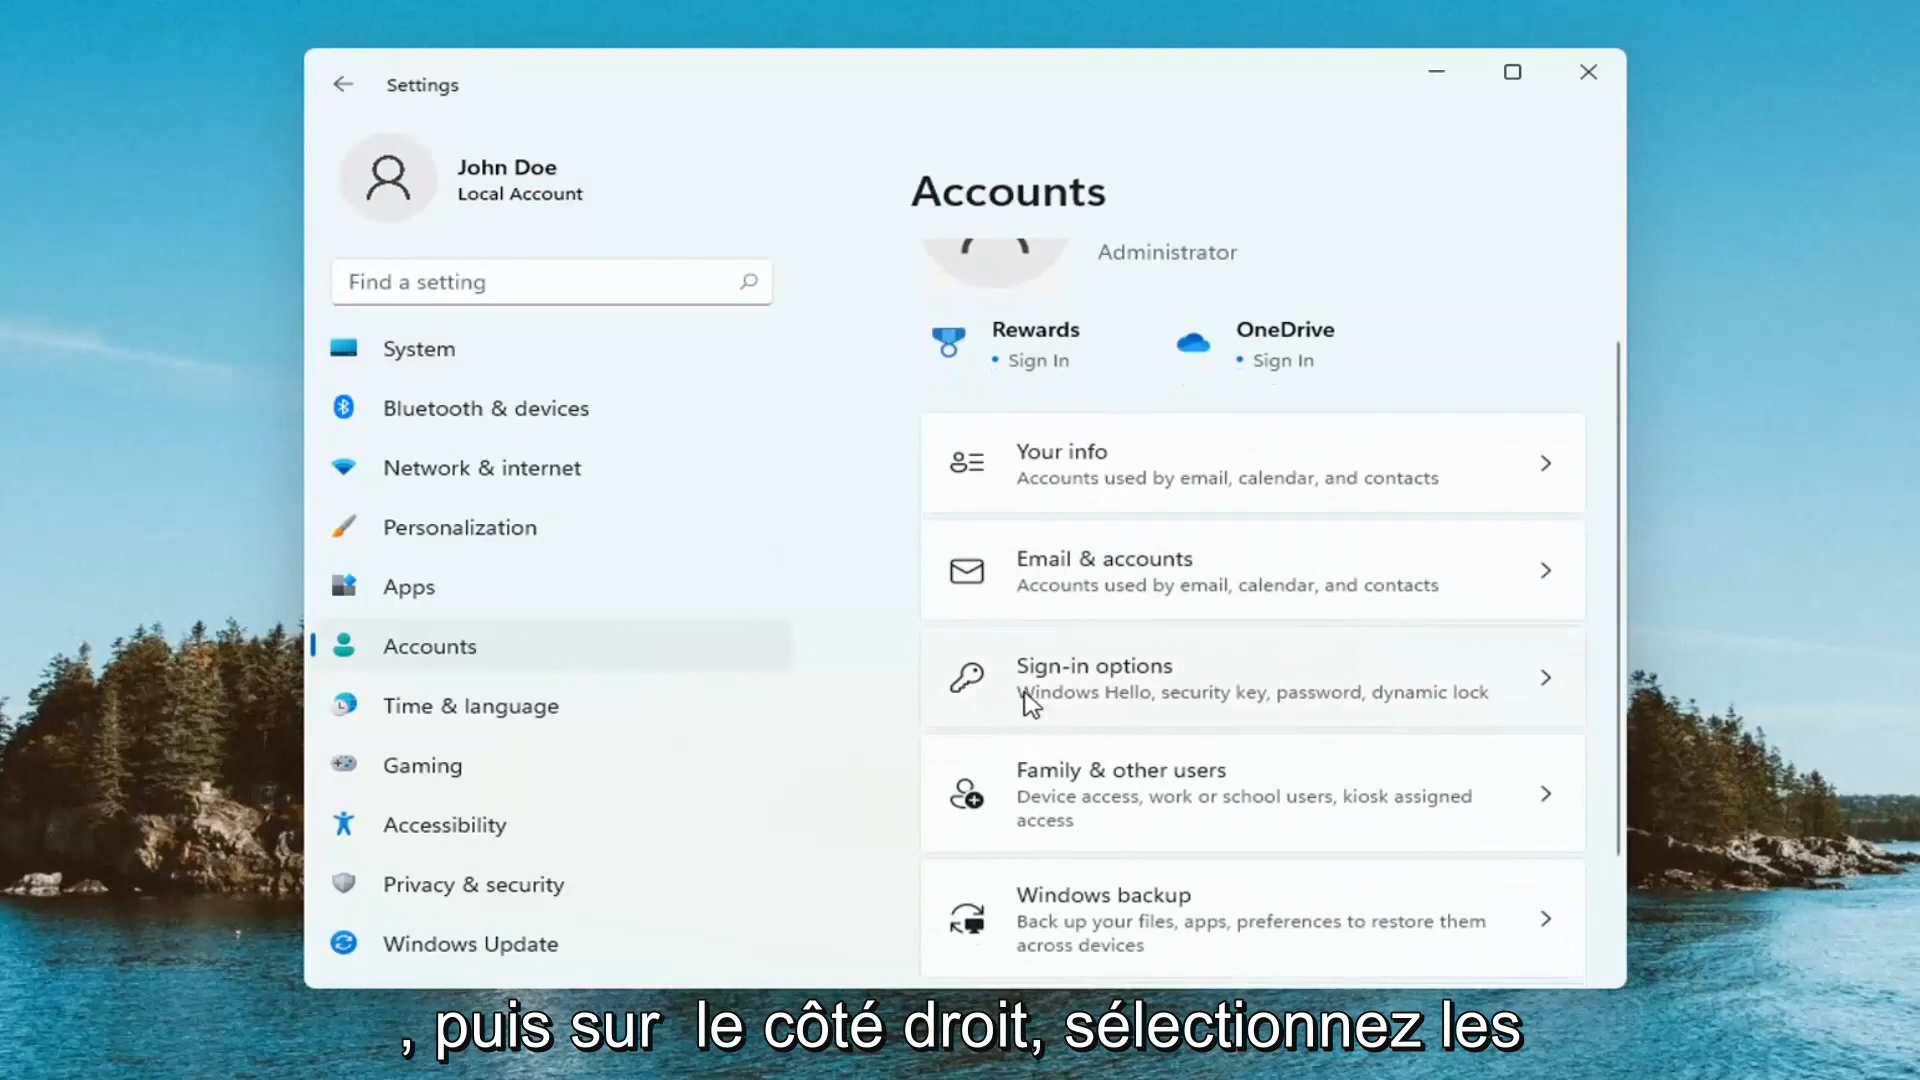 Settings
John Doe
Local Account
Find a setting
System
Bluetooth & devices
Network & internet
Personalization
Apps
Accounts
Time & language
Gaming
Accessibility
Privacy & security
Windows Update
Accounts
Administrator
Rewards
• Sign In
OneDrive
• Sign In
Your info
Accounts used by email, calendar, and contacts
Email & accounts
Accounts used by email, calendar, and contacts
Sign-in options
Windows Hello, security key, password, dynamic lock
Family & other users
Device access, work or school users, kiosk assigned
access
Windows backup
Back up your files, apps, preferences to restore them
across devices
, puis sur le côté droit, sélectionnez les